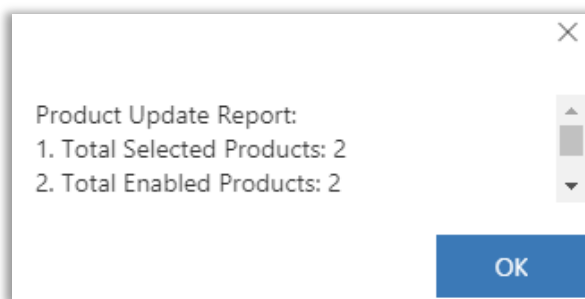 Product Update Report:
1. Total Selected Products: 2
2. Total Enabled Products: 2
OK